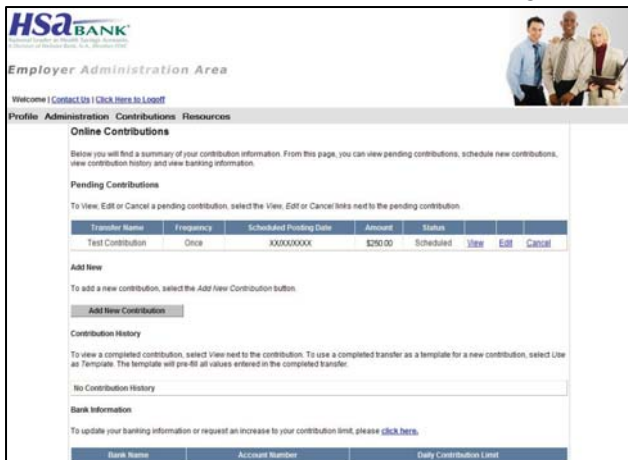 HSa BANK
Employer Administration Area
Welcome | Contact Us | Click Here to Logoff
Profile Administration Contributions Resources
Online Contributions
Below you will find a summary of your contribution information. From this page, you can view pending contributions, schedule new contributions,
view contribution history and view banking information.
Pending Contributions
To View, Edit or Cancel a pending contribution, select the View, Edit or Cancel links next to the pending contribution.
Transfer Name Frequency Scheduled Posting Date Amount Status
Test Contribution Once XX/XX/XXXX $250.00 Scheduled View Edit Cancel
Add New
To add a new contribution, select the Add New Contribution button.
Add New Contribution
Contribution History
To view a completed contribution, select View next to the contribution. To use a completed transfer as a template for a new contribution, select Use
as Template. The template will pre-fill all values entered in the completed transfer.
No Contribution History
Bank Information
To update your banking information or request an increase to your contribution limit, please click here.
Bank Name Account Number Daily Contribution Limit